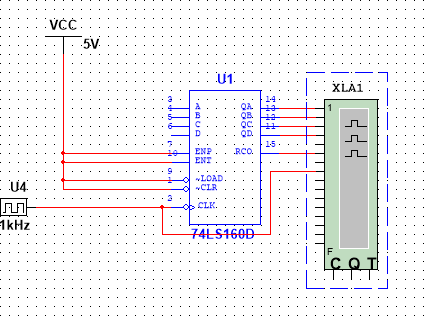 VCC
5V
U1
XLA1
3 A QA 14
4 B QB 13
5 C QC 12
6 D QD 11
7 ENP RCO 15
10 ENT
9 ~LOAD
1 ~CLR
2 CLK
74LS160D
U4
1kHz
1
F
C Q T